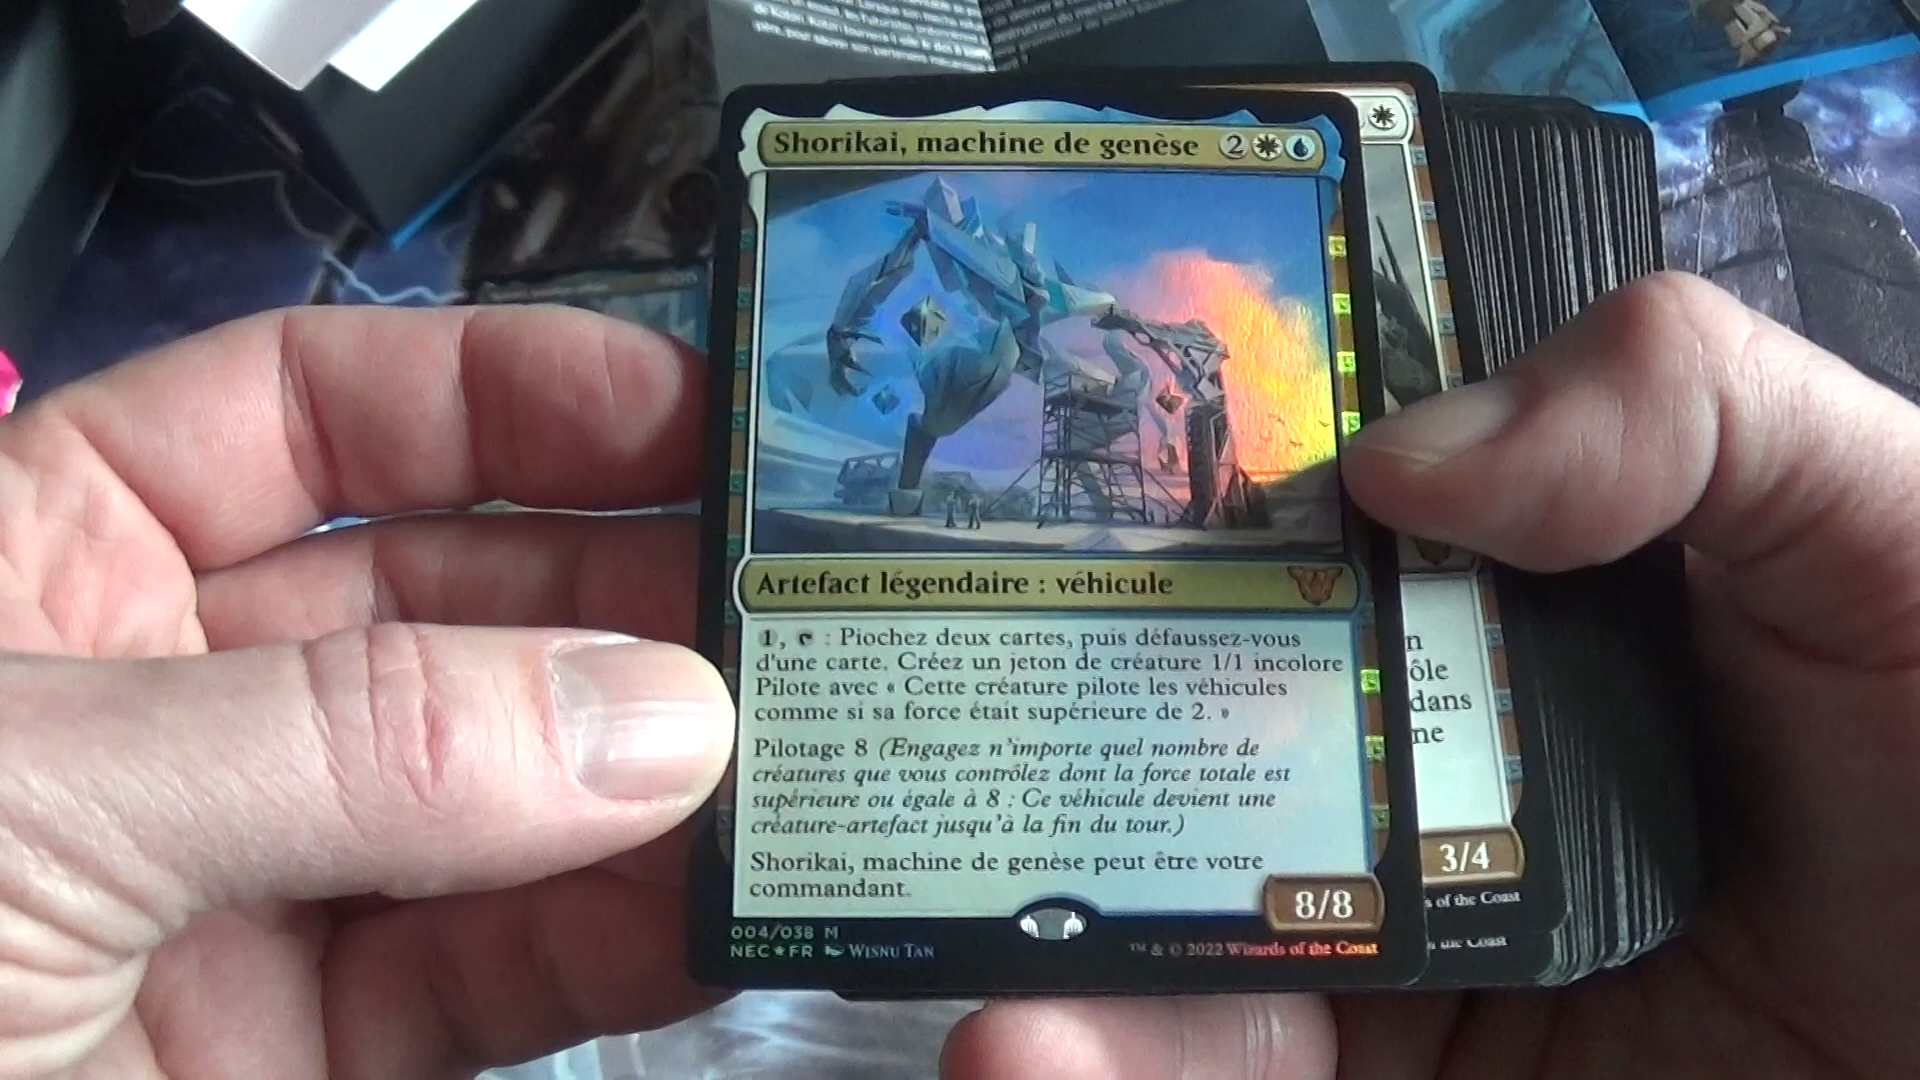 Shorikai, machine de genèse 2
Artefact légendaire : véhicule
1, : Piochez deux cartes, puis défaussez-vous
d'une carte. Créez un jeton de créature 1/1 incolore
Pilote avec « Cette créature pilote les véhicules
comme si sa force était supérieure de 2. »
Pilotage 8 (Engagez n'importe quel nombre de
créatures que vous contrôlez dont la force totale est
supérieure ou égale à 8 : Ce véhicule devient une
créature-artefact jusqu'à la fin du tour.)
Shorikai, machine de genèse peut être votre
commandant.
8/8
004/038 M
NEC★FR Wisnu Tan
™ & © 2022 Wizards of the Coast
n
ôle
dans
ne
3/4
s of the Coast